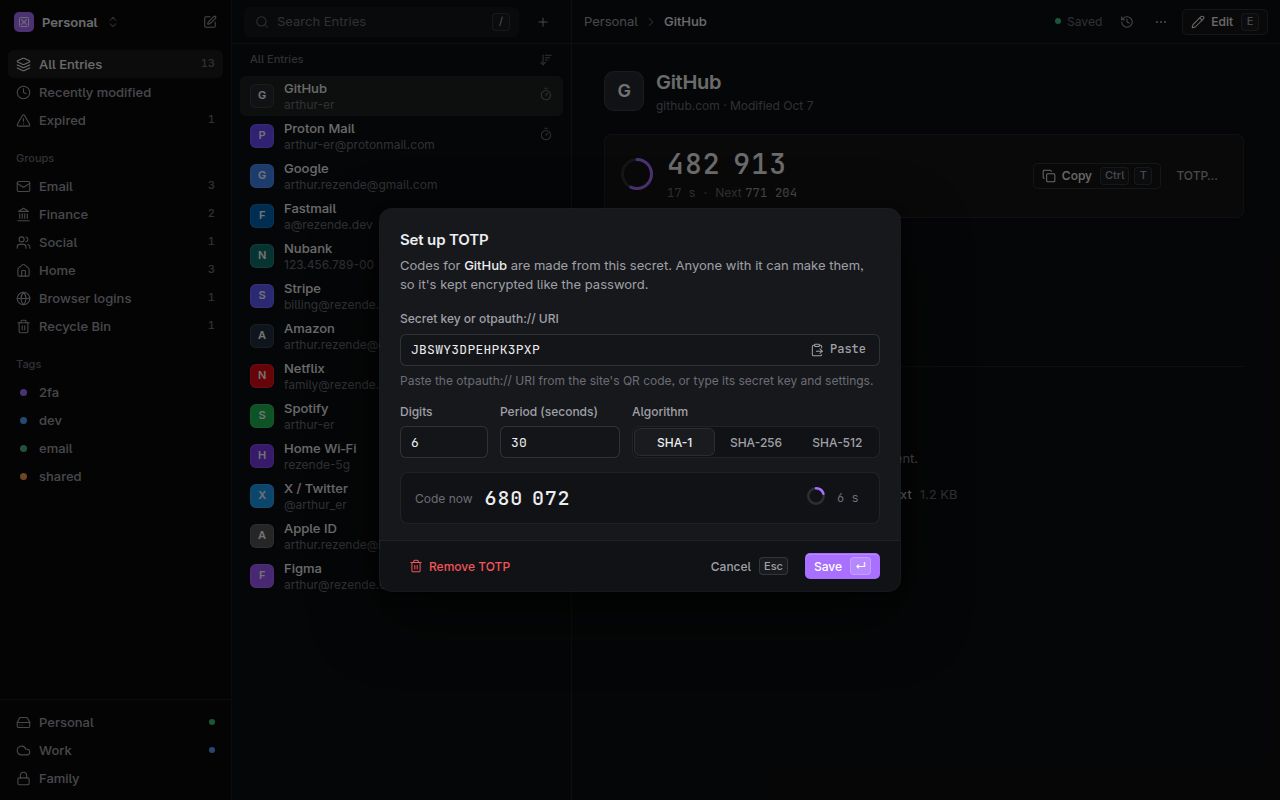 Personal
All Entries 13
Recently modified
Expired 1
Groups
Email 3
Finance 2
Social 1
Home 3
Browser logins 1
Recycle Bin 1
Tags
2fa
dev
email
shared
Personal
Work
Family
Search Entries /
All Entries
G GitHub
arthur-er
P Proton Mail
arthur-er@protonmail.com
G Google
arthur.rezende@gmail.com
F Fastmail
a@rezende.dev
N Nubank
123.456.789-00
S Stripe
billing@rezende.
A Amazon
arthur.rezende@
N Netflix
family@rezende.
S Spotify
arthur-er
H Home Wi-Fi
rezende-5g
X X / Twitter
@arthur_er
A Apple ID
arthur.rezende@
F Figma
arthur@rezende.
Personal > GitHub
Saved
Edit E
G GitHub
github.com · Modified Oct 7
482 913
17 s · Next 771 204
Copy Ctrl T TOTP...
ent.
xt 1.2 KB
Set up TOTP
Codes for GitHub are made from this secret. Anyone with it can make them,
so it's kept encrypted like the password.
Secret key or otpauth:// URI
JBSWY3DPEHPK3PXP Paste
Paste the otpauth:// URI from the site's QR code, or type its secret key and settings.
Digits Period (seconds) Algorithm
6 30 SHA-1 SHA-256 SHA-512
Code now 680 072 6 s
Remove TOTP Cancel Esc Save